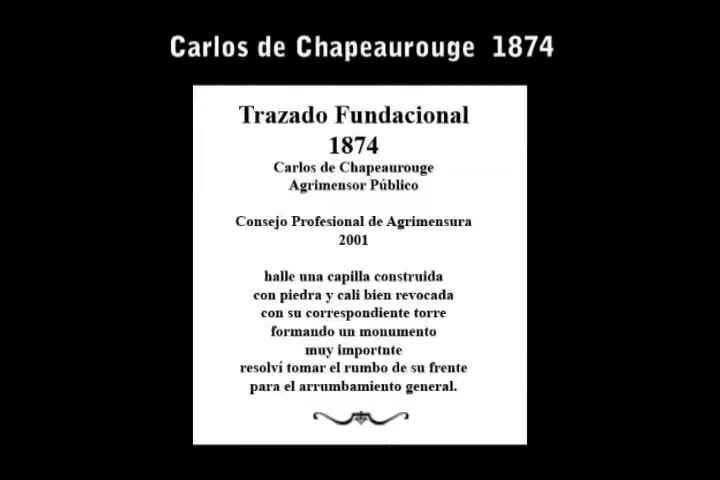 Carlos de Chapeaurouge 1874
Trazado Fundacional
1874
Carlos de Chapeaurouge
Agrimensor Público
Consejo Profesional de Agrimensura
2001
halle una capilla construida
con piedra y cali bien revocada
con su correspondiente torre
formando un monumento
muy importnte
resolví tomar el rumbo de su frente
para el arrumbamiento general.